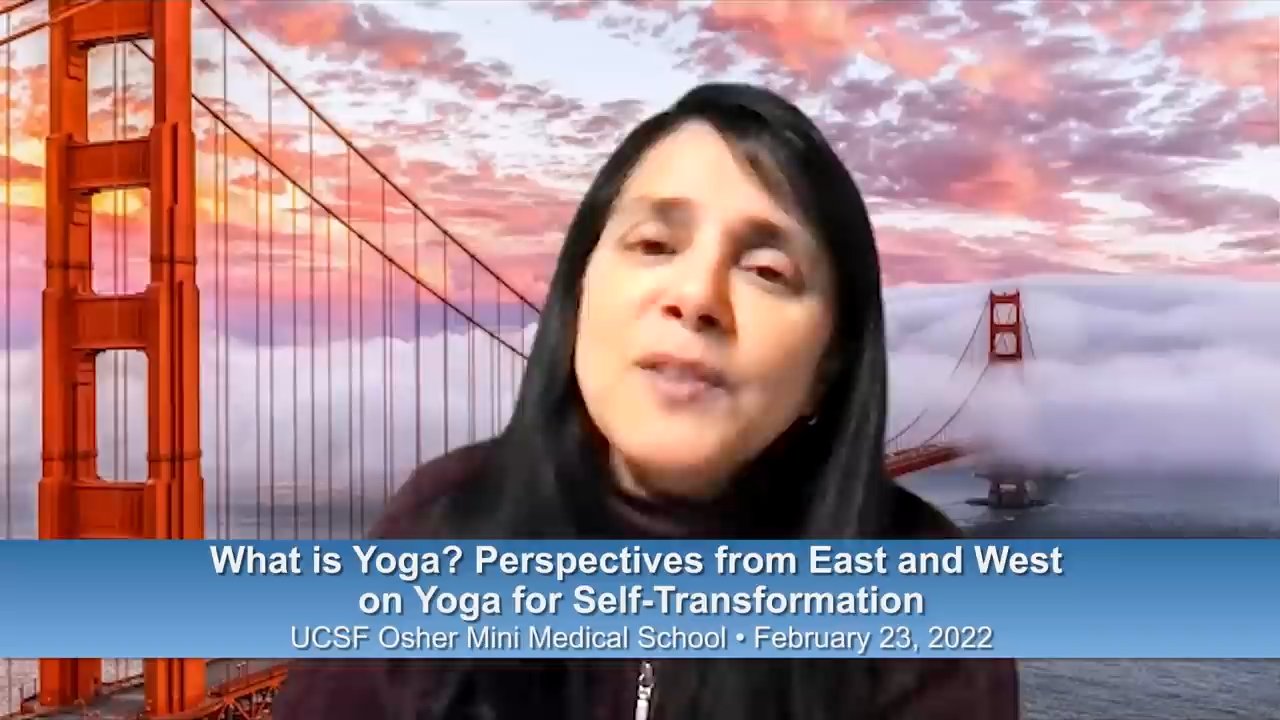 What is Yoga? Perspectives from East and West
on Yoga for Self-Transformation
UCSF Osher Mini Medical School • February 23, 2022